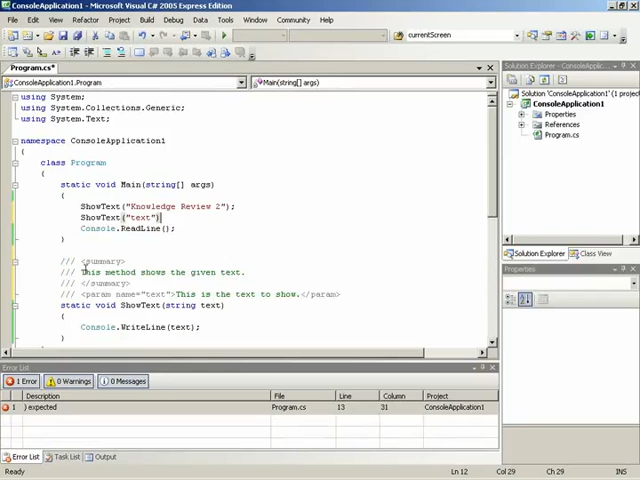 ConsoleApplication1 - Microsoft Visual C# 2005 Express Edition
File Edit View Refactor Project Build Debug Data Tools Window Community Help
currentScreen
Program.cs*
ConsoleApplication1.Program
Main(string[] args)
using System;
using System.Collections.Generic;
using System.Text;
namespace ConsoleApplication1
{
class Program
{
static void Main(string[] args)
{
ShowText("Knowledge Review 2");
ShowText("text")
Console.ReadLine();
}
/// <summary>
/// This method shows the given text.
/// </summary>
/// <param name="text">This is the text to show.</param>
static void ShowText(string text)
{
Console.WriteLine(text);
}
Solution Explorer - ConsoleApplic...
Solution 'ConsoleApplication1' (1 project)
ConsoleApplication1
Properties
References
Program.cs
Solution Explorer Class View
Properties
Error List
1 Error 0 Warnings 0 Messages
Description File Line Column Project
1 ) expected Program.cs 13 31 ConsoleApplication1
Error List Task List Output
Ready Ln 12 Col 29 Ch 29 INS